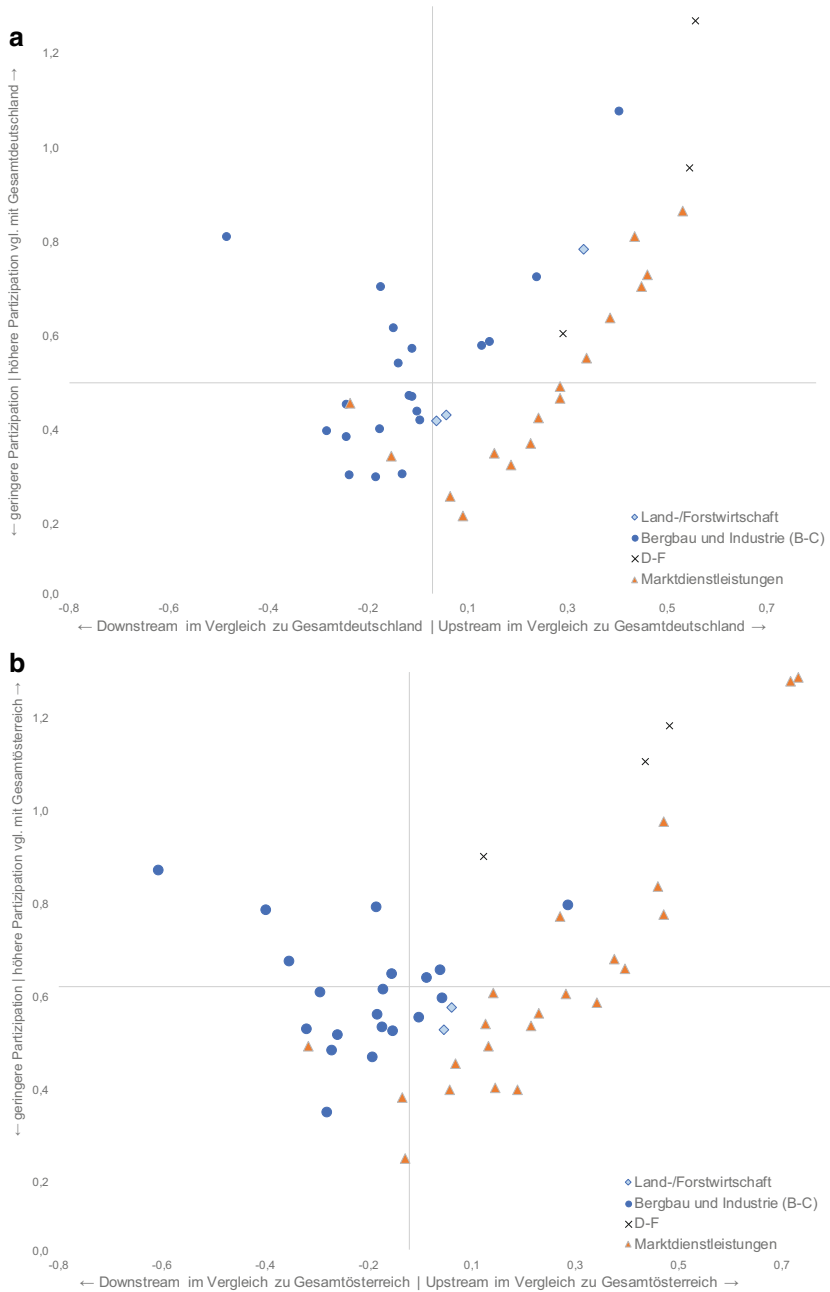 a
← geringere Partizipation | höhere Partizipation vgl. mit Gesamtdeutschland →
1,2
1,0
0,8
0,6
0,4
0,2
0,0
Land-/Forstwirtschaft
Bergbau und Industrie (B-C)
D-F
Marktdienstleistungen
-0,8 -0,6 -0,4 -0,2 0,1 0,3 0,5 0,7
← Downstream im Vergleich zu Gesamtdeutschland | Upstream im Vergleich zu Gesamtdeutschland →
b
← geringere Partizipation | höhere Partizipation vgl. mit Gesamtösterreich →
1,2
1,0
0,8
0,6
0,4
0,2
0,0
Land-/Forstwirtschaft
Bergbau und Industrie (B-C)
D-F
Marktdienstleistungen
-0,8 -0,6 -0,4 -0,2 0,1 0,3 0,5 0,7
← Downstream im Vergleich zu Gesamtösterreich | Upstream im Vergleich zu Gesamtösterreich →